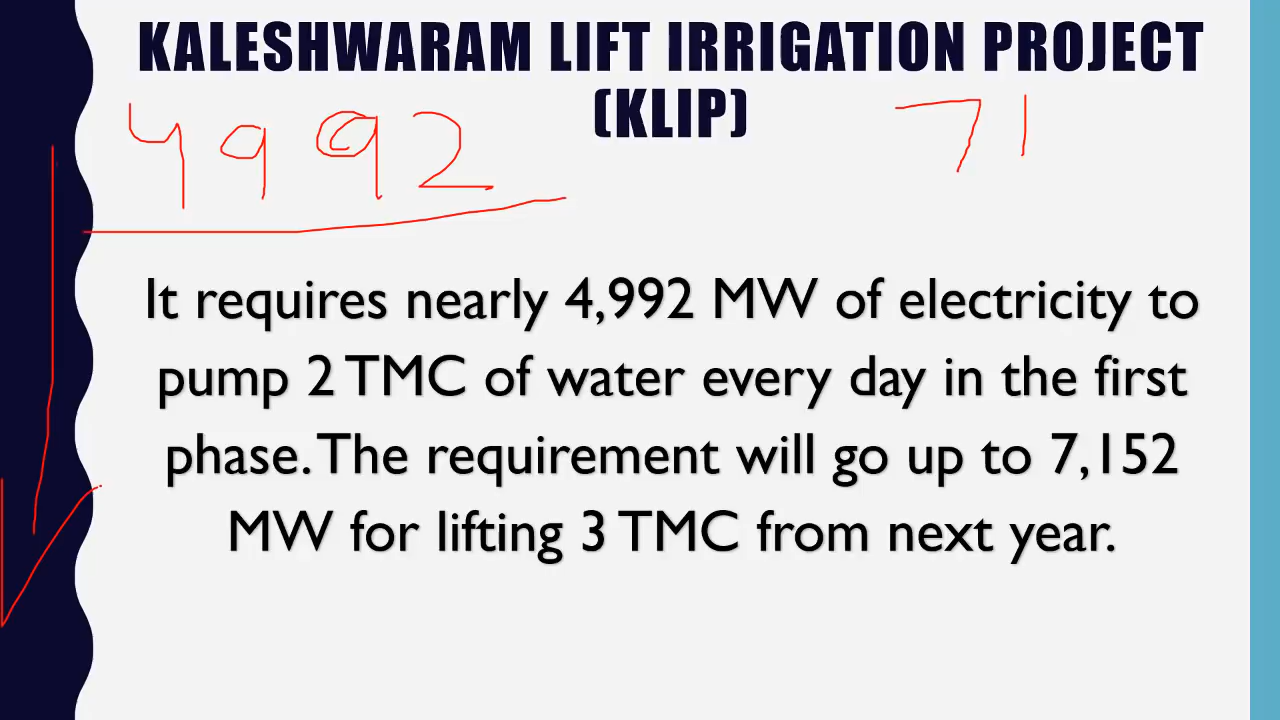 KALESHWARAM LIFT IRRIGATION PROJECT
(KLIP)
4992 71
It requires nearly 4,992 MW of electricity to
pump 2 TMC of water every day in the first
phase. The requirement will go up to 7,152
MW for lifting 3 TMC from next year.